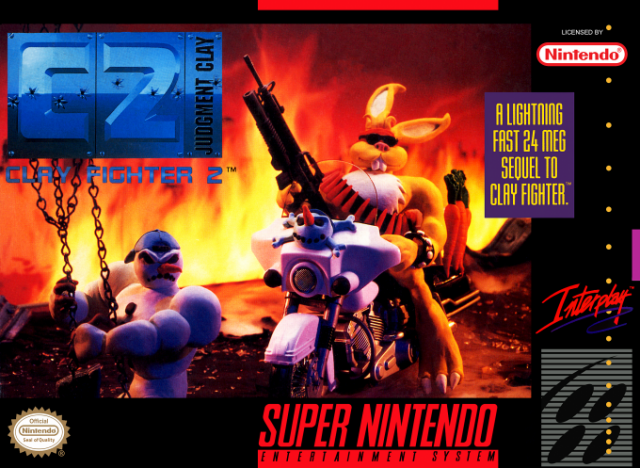 LICENSED BY
Nintendo®
C2
JUDGMENT CLAY
CLAY FIGHTER 2™
A LIGHTNING
FAST 24 MEG
SEQUEL TO
CLAY FIGHTER.™
Interplay™
Official
Nintendo
Seal of Quality
®
SUPER NINTENDO
ENTERTAINMENT SYSTEM